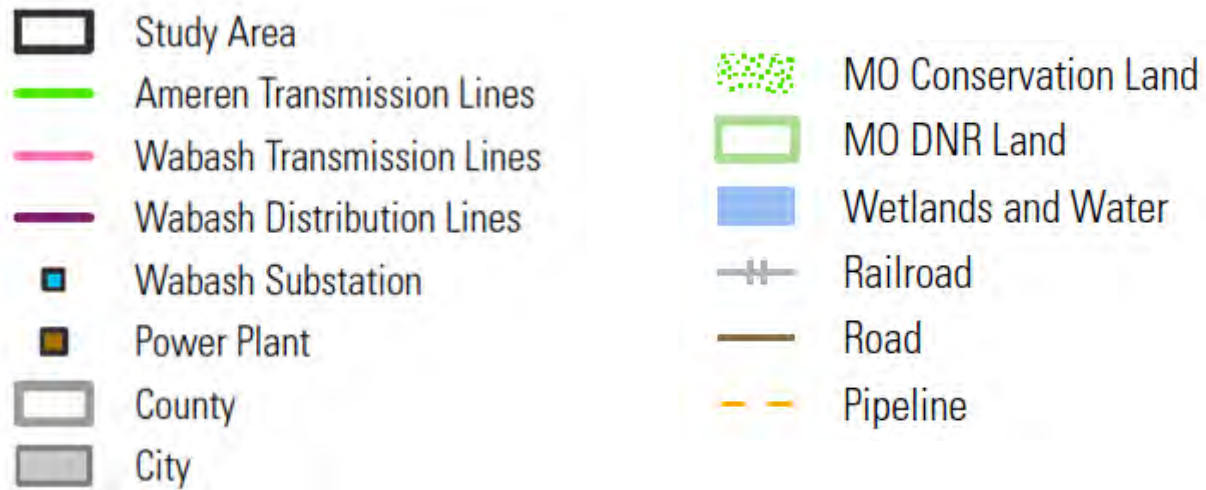 Study Area
Ameren Transmission Lines
Wabash Transmission Lines
Wabash Distribution Lines
Wabash Substation
Power Plant
County
City
MO Conservation Land
MO DNR Land
Wetlands and Water
Railroad
Road
Pipeline